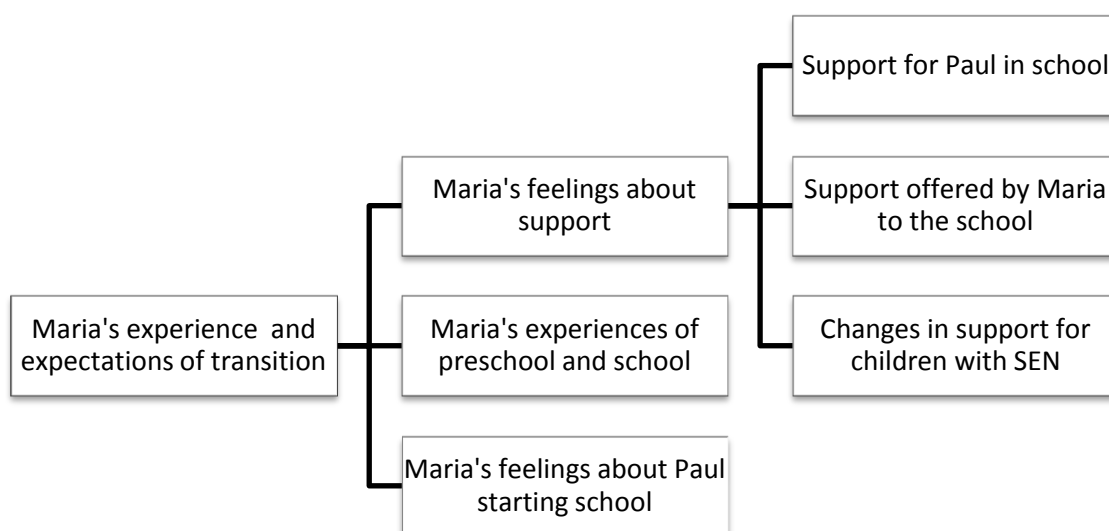 Maria's experience and
expectations of transition
Maria's feelings about
support
Support for Paul in school
Support offered by Maria
to the school
Changes in support for
children with SEN
Maria's experiences of
preschool and school
Maria's feelings about Paul
starting school